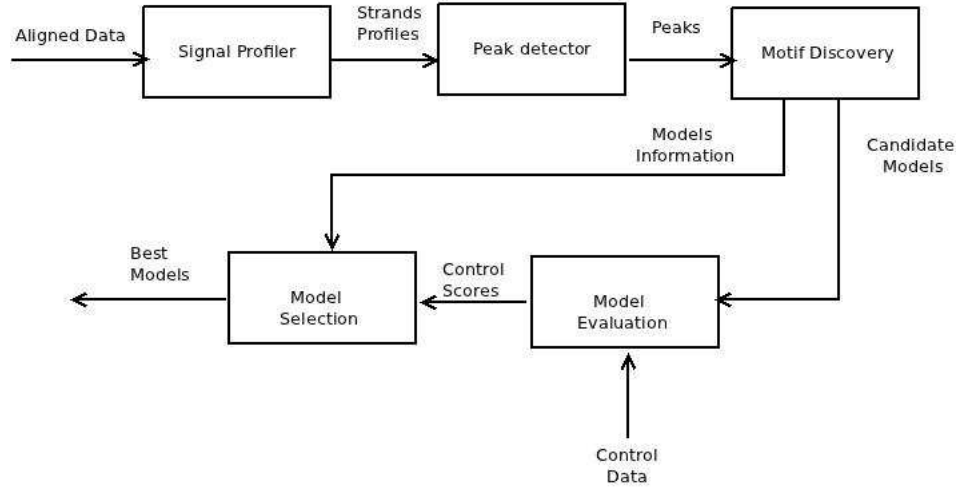 Aligned Data
Signal Profiler
Strands
Profiles
Peak detector
Peaks
Motif Discovery
Models
Information
Candidate
Models
Best
Models
Model
Selection
Control
Scores
Model
Evaluation
Control
Data